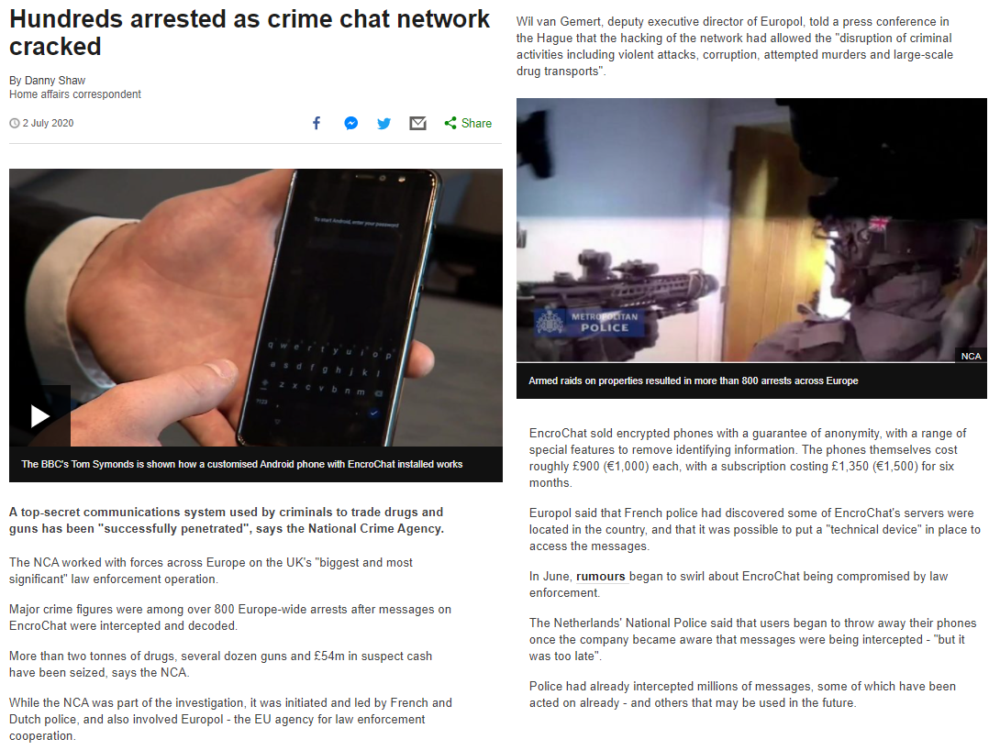 Hundreds arrested as crime chat network
cracked
By Danny Shaw
Home affairs correspondent
2 July 2020
Share
To start Android, enter your password
q w e r t y u i o p
a s d f g h j k l
z x c v b n m
?123
The BBC's Tom Symonds is shown how a customised Android phone with EncroChat installed works
A top-secret communications system used by criminals to trade drugs and
guns has been "successfully penetrated", says the National Crime Agency.
The NCA worked with forces across Europe on the UK's "biggest and most
significant" law enforcement operation.
Major crime figures were among over 800 Europe-wide arrests after messages on
EncroChat were intercepted and decoded.
More than two tonnes of drugs, several dozen guns and £54m in suspect cash
have been seized, says the NCA.
While the NCA was part of the investigation, it was initiated and led by French and
Dutch police, and also involved Europol - the EU agency for law enforcement
cooperation.
Wil van Gemert, deputy executive director of Europol, told a press conference in
the Hague that the hacking of the network had allowed the "disruption of criminal
activities including violent attacks, corruption, attempted murders and large-scale
drug transports".
METROPOLITAN
POLICE
NCA
Armed raids on properties resulted in more than 800 arrests across Europe
EncroChat sold encrypted phones with a guarantee of anonymity, with a range of
special features to remove identifying information. The phones themselves cost
roughly £900 (€1,000) each, with a subscription costing £1,350 (€1,500) for six
months.
Europol said that French police had discovered some of EncroChat's servers were
located in the country, and that it was possible to put a "technical device" in place to
access the messages.
In June, rumours began to swirl about EncroChat being compromised by law
enforcement.
The Netherlands' National Police said that users began to throw away their phones
once the company became aware that messages were being intercepted - "but it
was too late".
Police had already intercepted millions of messages, some of which have been
acted on already - and others that may be used in the future.